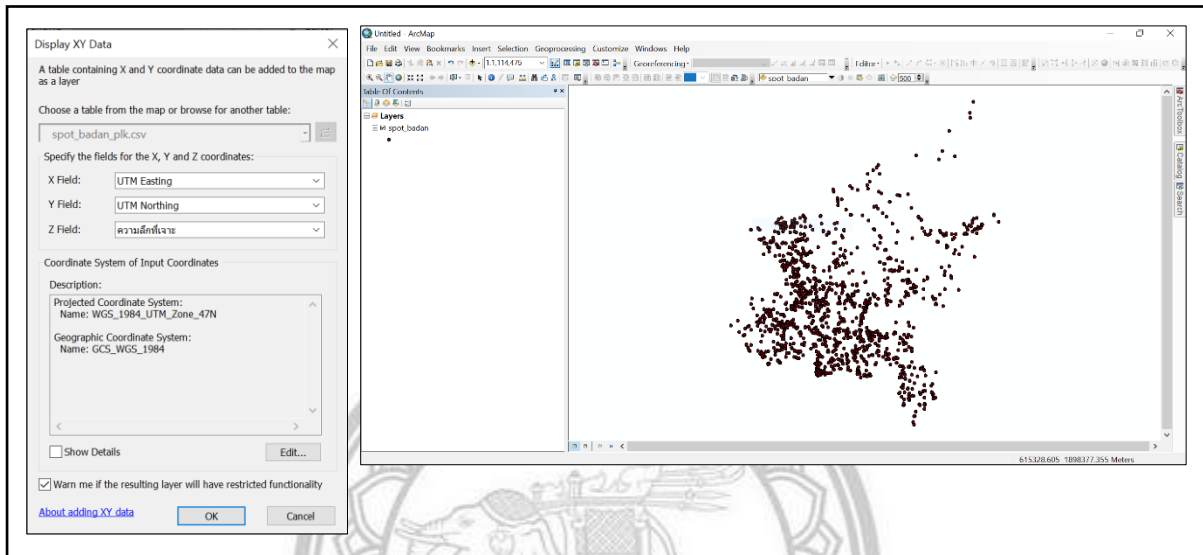 Display XY Data
A table containing X and Y coordinate data can be added to the map
as a layer
Choose a table from the map or browse for another table:
spot_badan_plk.csv
Specify the fields for the X, Y and Z coordinates:
X Field: UTM Easting
Y Field: UTM Northing
Z Field: ความลึกที่เจาะ
Coordinate System of Input Coordinates
Description:
Projected Coordinate System:
Name: WGS_1984_UTM_Zone_47N
Geographic Coordinate System:
Name: GCS_WGS_1984
Show Details
Edit...
Warn me if the resulting layer will have restricted functionality
About adding XY data
OK
Cancel
Untitled - ArcMap
File Edit View Bookmarks Insert Selection Geoprocessing Customize Windows Help
1:1,114,475 Georeferencing Editor
spot_badan 500
Table Of Contents
Layers
spot_badan
ArcToolbox
Catalog
Search
615328.605 1898377.355 Meters